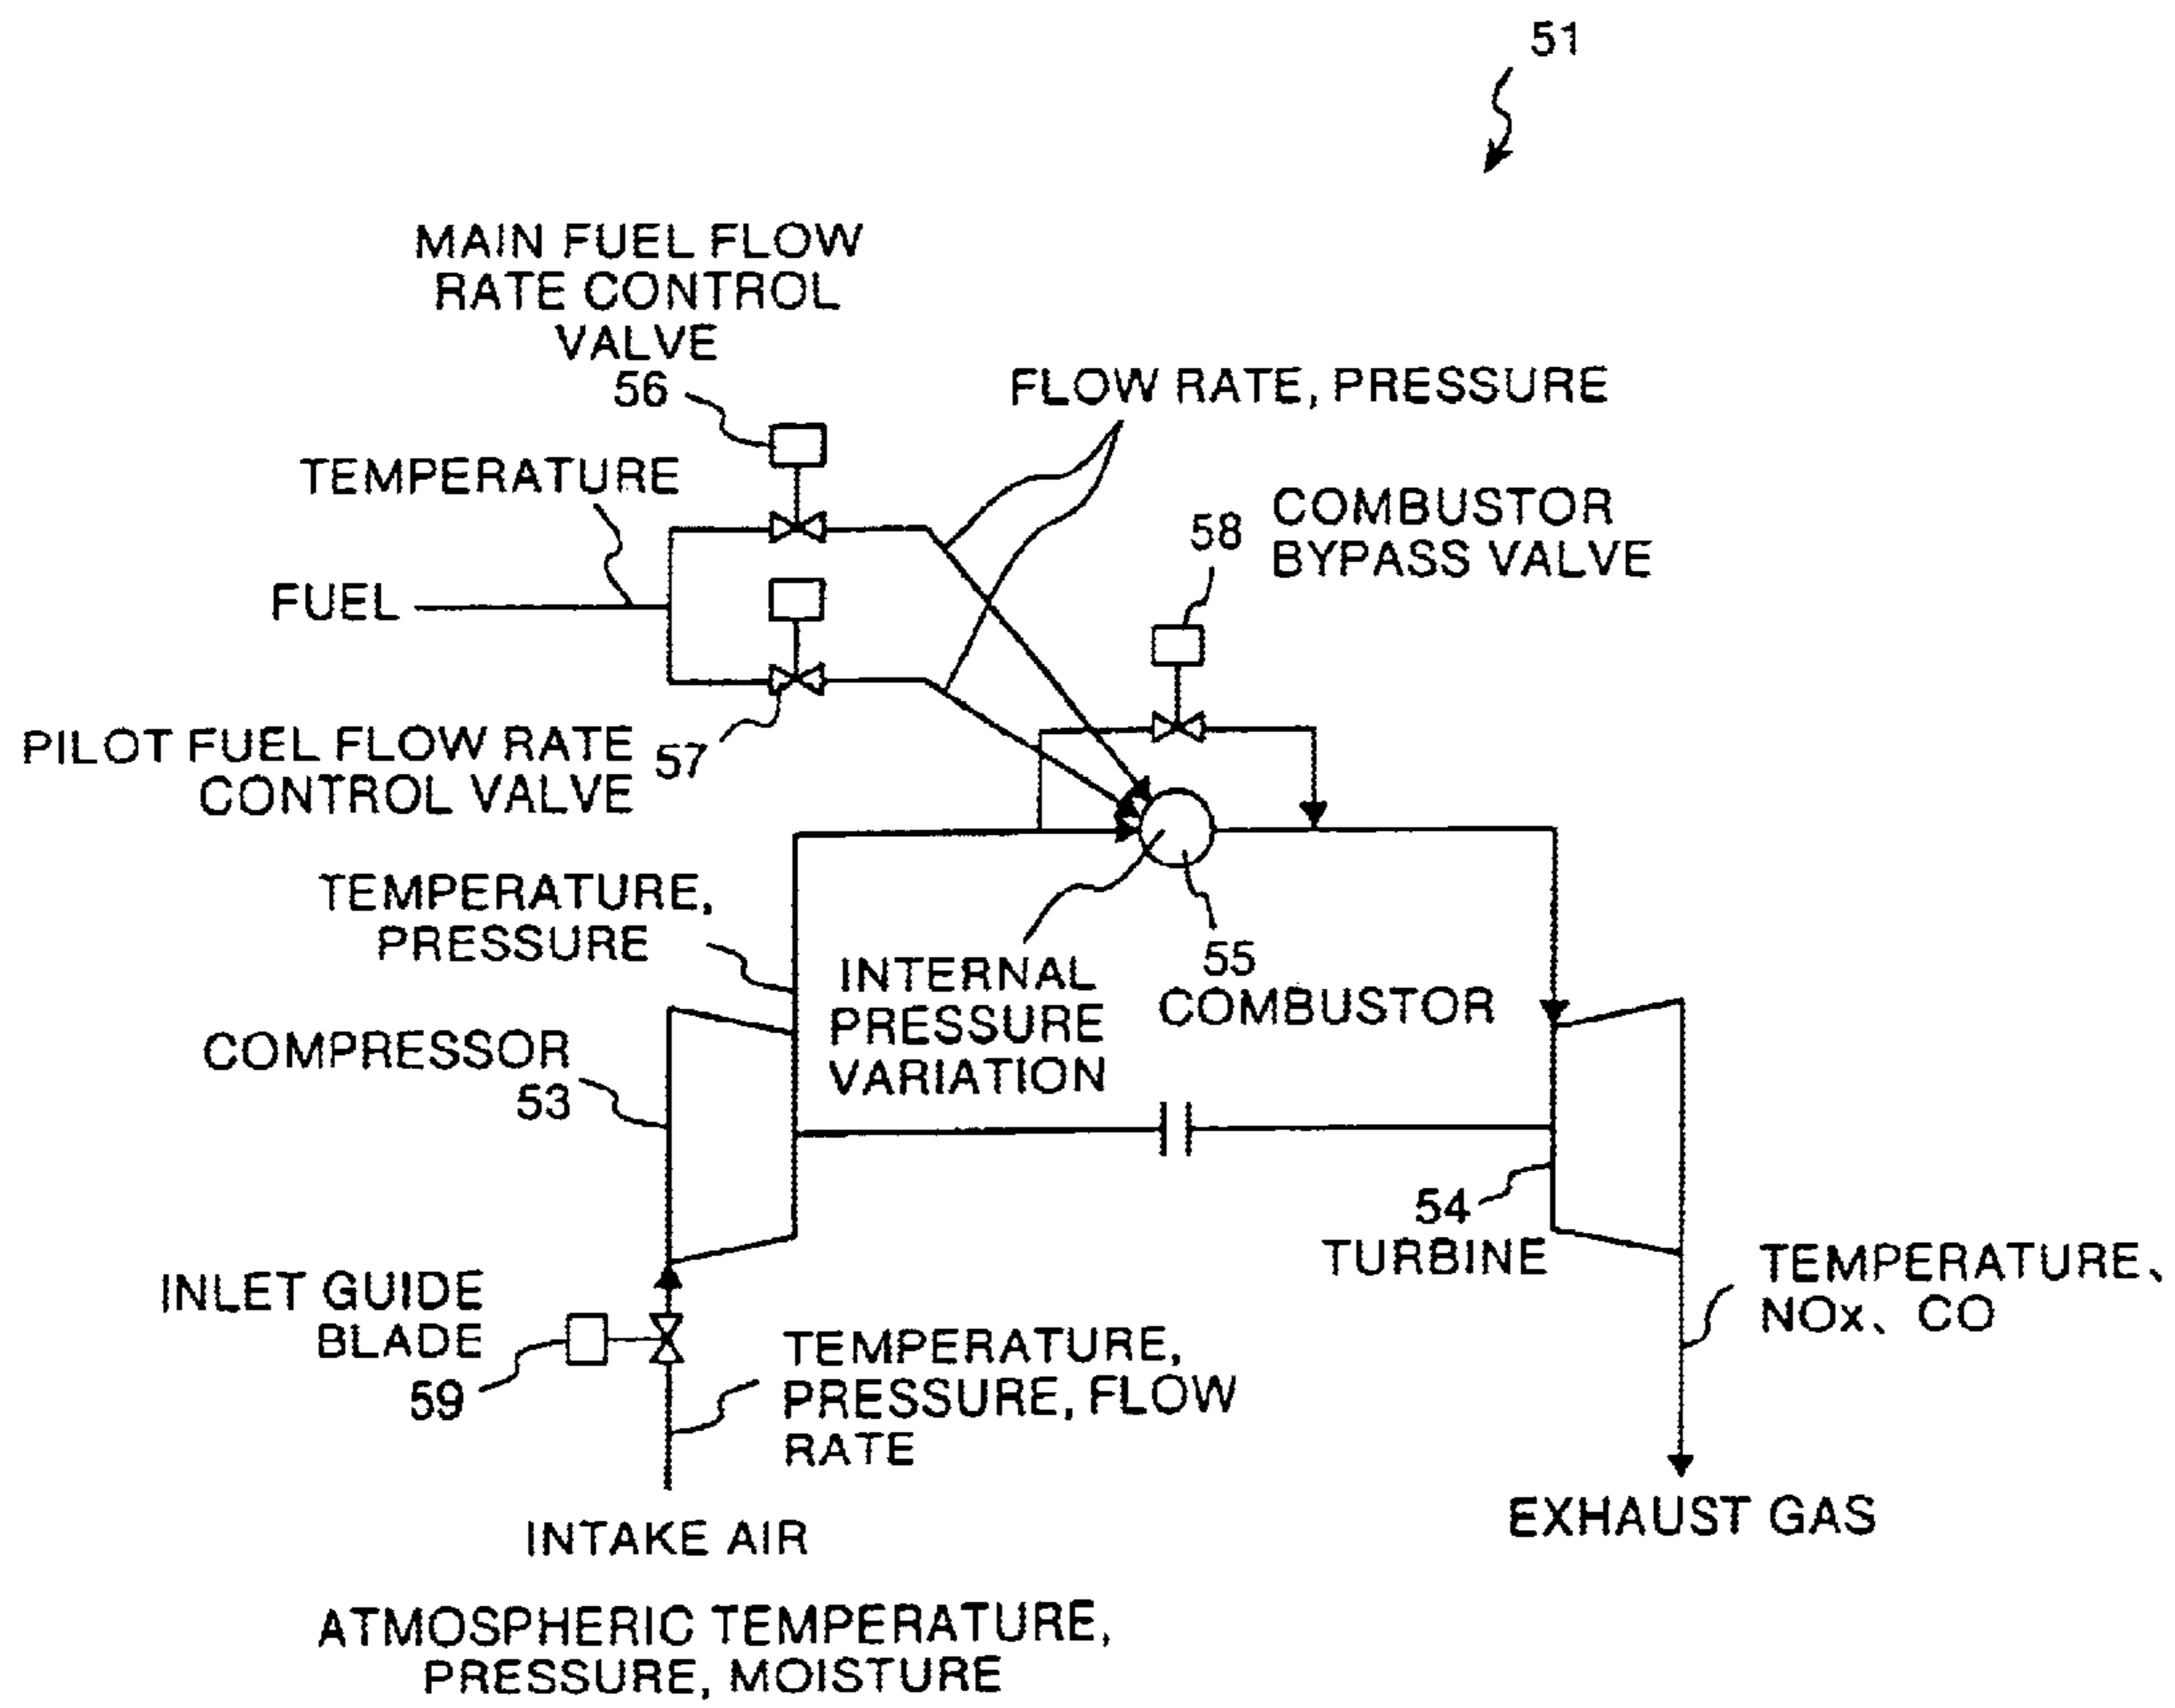 51
MAIN FUEL FLOW
RATE CONTROL
VALVE
56
FLOW RATE, PRESSURE
TEMPERATURE
58
COMBUSTOR
BYPASS VALVE
FUEL
PILOT FUEL FLOW RATE
CONTROL VALVE
57
TEMPERATURE,
PRESSURE
INTERNAL
PRESSURE
VARIATION
55
COMBUSTOR
COMPRESSOR
53
54
TURBINE
INLET GUIDE
BLADE
59
TEMPERATURE,
PRESSURE, FLOW
RATE
TEMPERATURE、
NOx、CO
INTAKE AIR
EXHAUST GAS
ATMOSPHERIC TEMPERATURE,
PRESSURE, MOISTURE